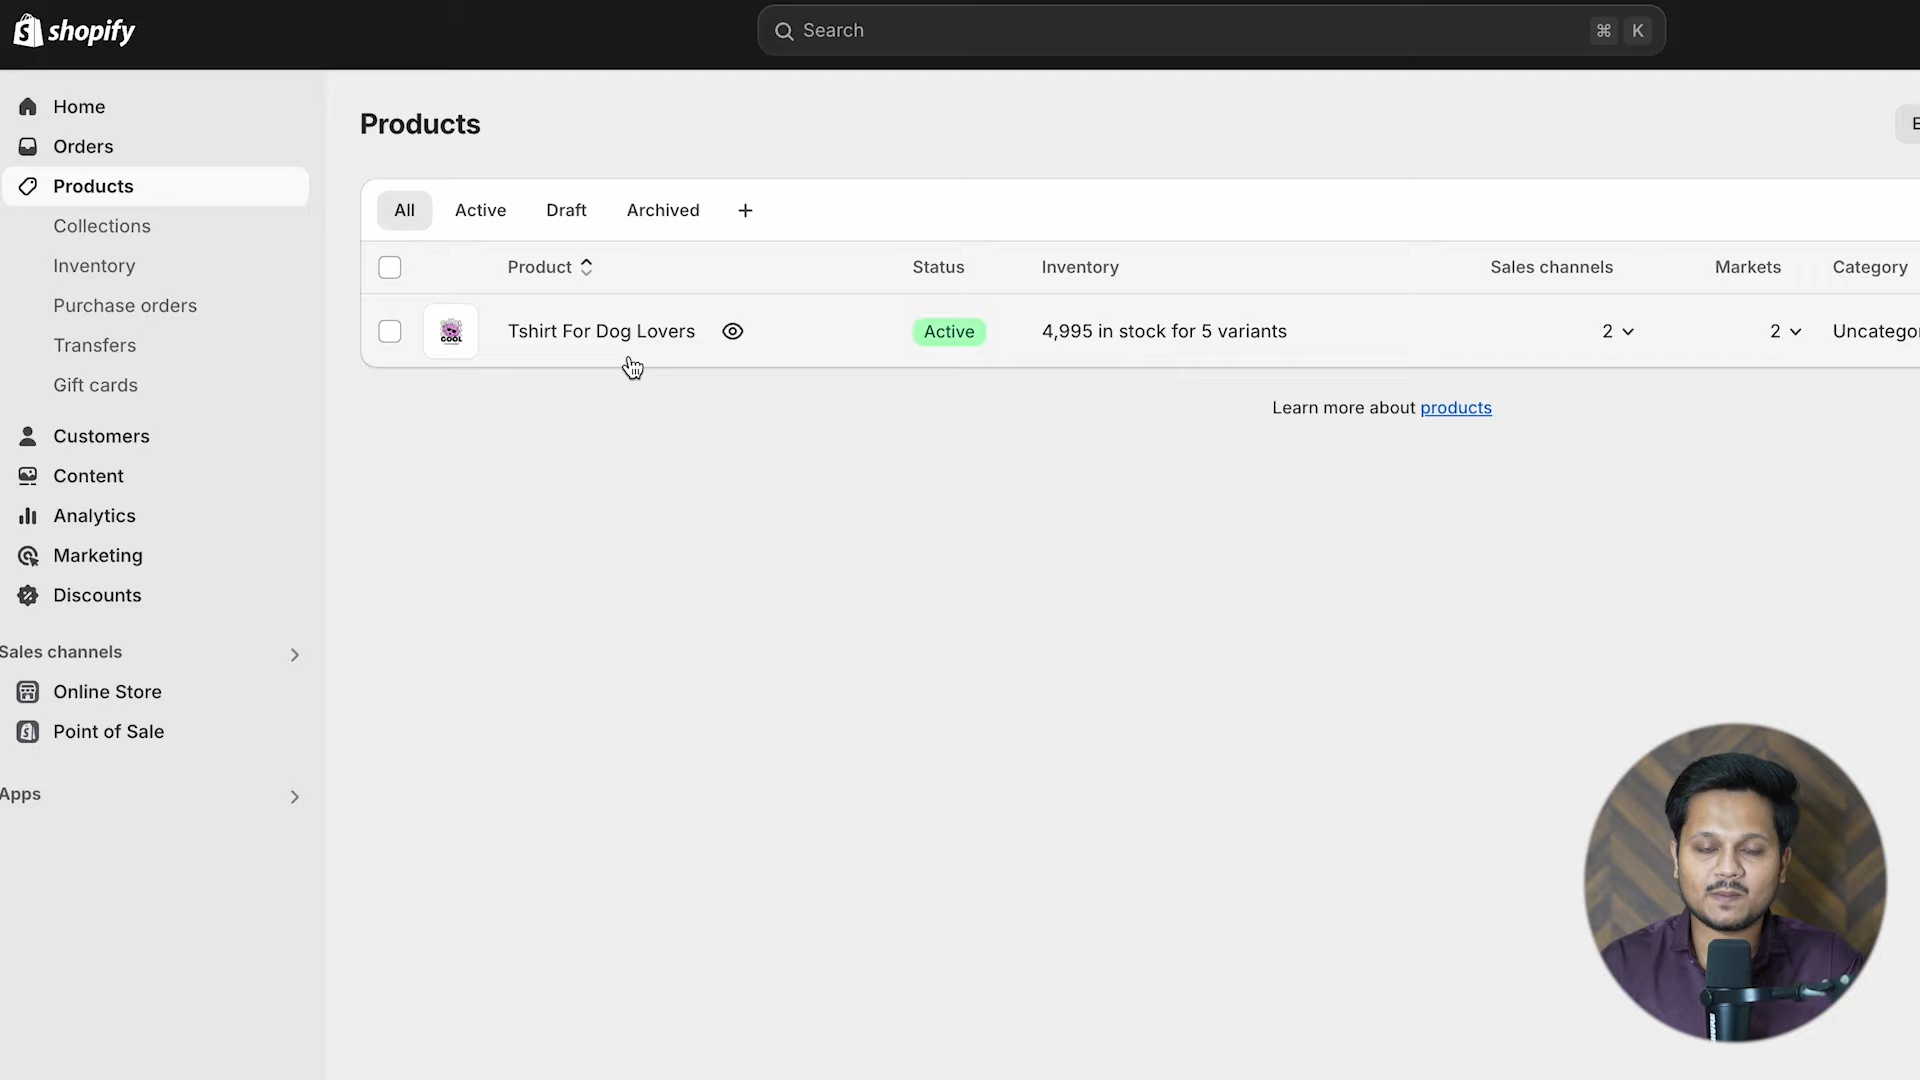 shopify
Search
⌘ K
Home
Orders
Products
Collections
Inventory
Purchase orders
Transfers
Gift cards
Customers
Content
Analytics
Marketing
Discounts
Sales channels
Online Store
Point of Sale
Apps
Products
E
All Active Draft Archived +
Product Status Inventory Sales channels Markets Category
COOL Tshirt For Dog Lovers Active 4,995 in stock for 5 variants 2 2 Uncategor
Learn more about products